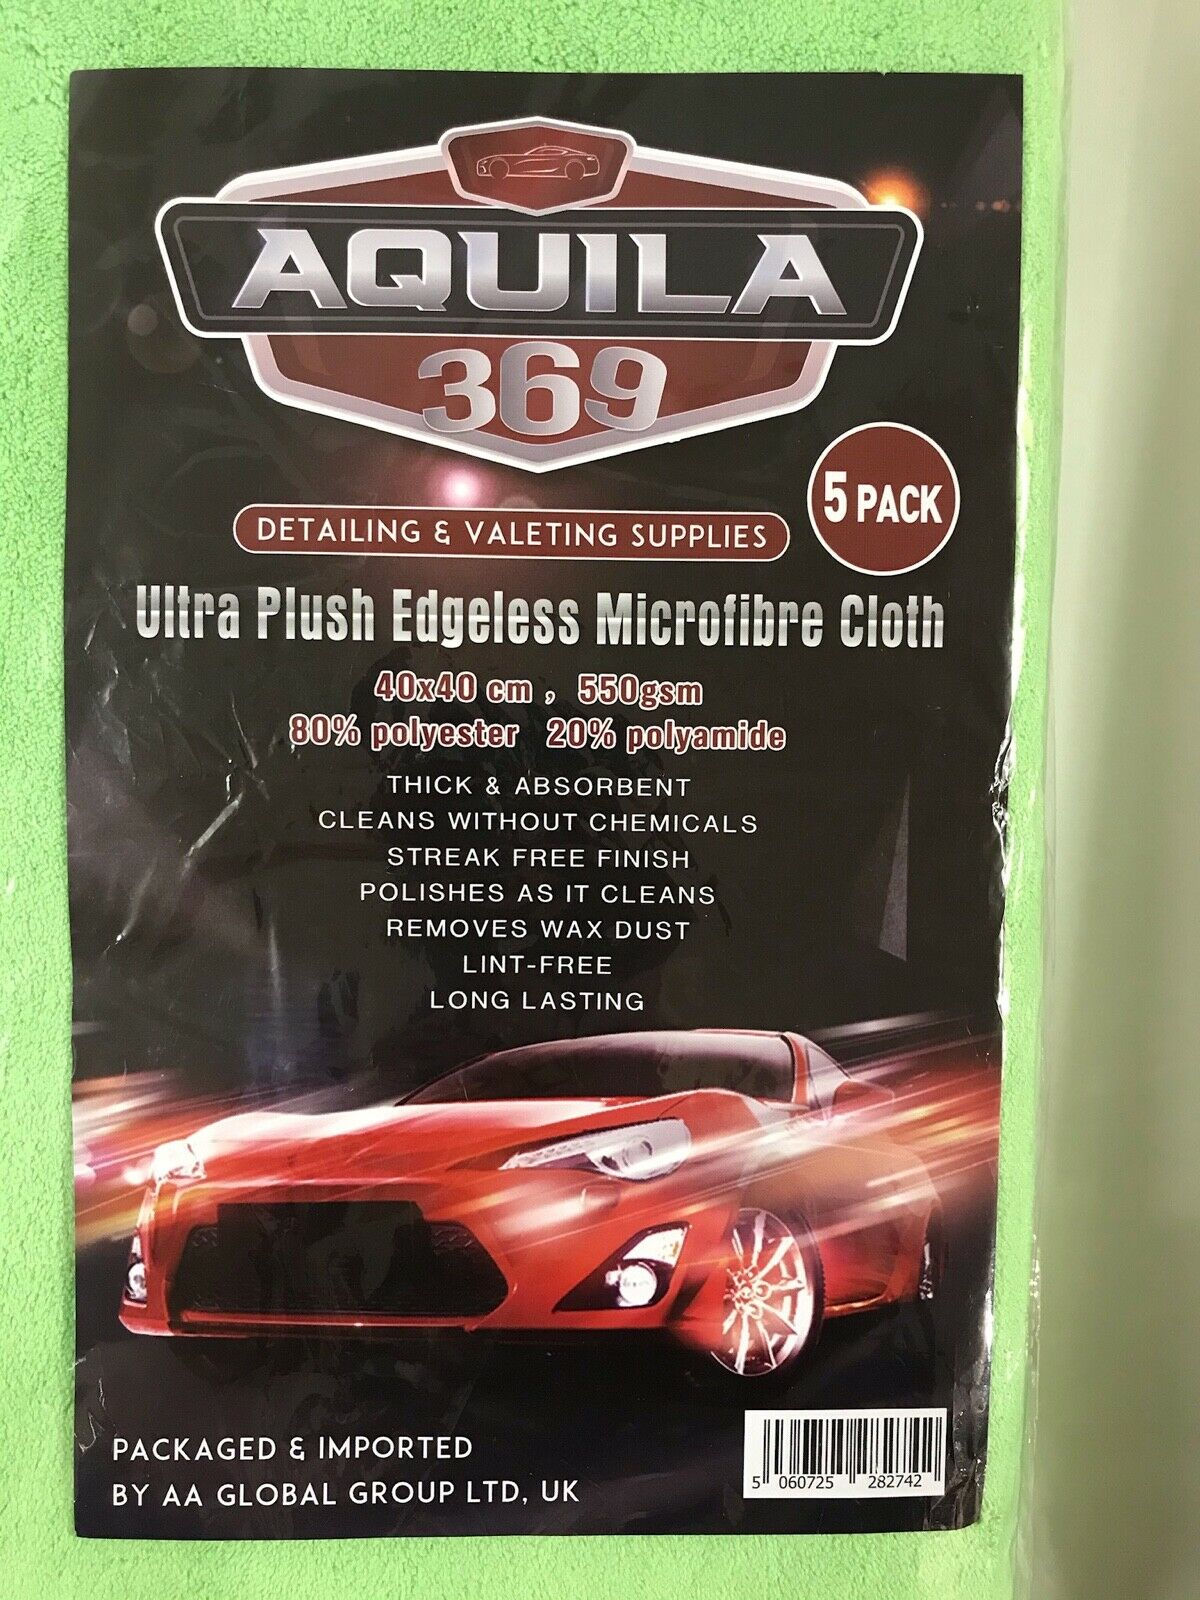 AQUILA
369
5 PACK
DETAILING & VALETING SUPPLIES
Ultra Plush Edgeless Microfibre Cloth
40x40 cm , 550gsm
80% polyester 20% polyamide
THICK & ABSORBENT
CLEANS WITHOUT CHEMICALS
STREAK FREE FINISH
POLISHES AS IT CLEANS
REMOVES WAX DUST
LINT-FREE
LONG LASTING
PACKAGED & IMPORTED
BY AA GLOBAL GROUP LTD, UK
5 060725 282742